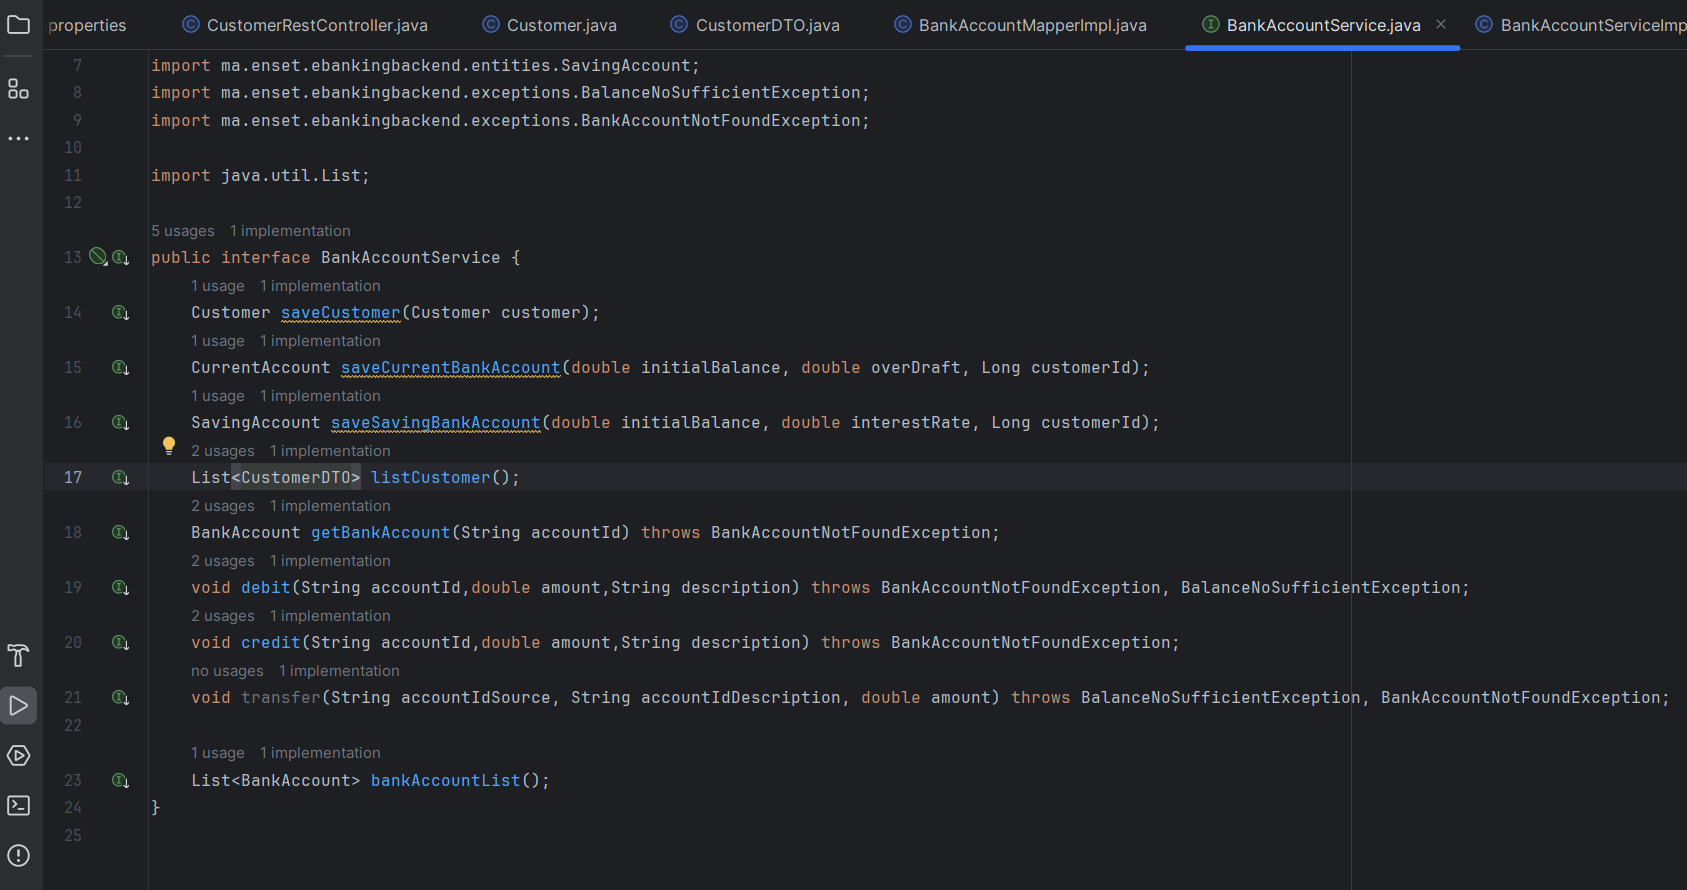 properties CustomerRestController.java Customer.java CustomerDTO.java BankAccountMapperImpl.java BankAccountService.java BankAccountServiceImp
7 import ma.enset.ebankingbackend.entities.SavingAccount;
8 import ma.enset.ebankingbackend.exceptions.BalanceNoSufficientException;
9 import ma.enset.ebankingbackend.exceptions.BankAccountNotFoundException;
10
11 import java.util.List;
12
5 usages 1 implementation
13 public interface BankAccountService {
1 usage 1 implementation
14 Customer saveCustomer(Customer customer);
1 usage 1 implementation
15 CurrentAccount saveCurrentBankAccount(double initialBalance, double overDraft, Long customerId);
1 usage 1 implementation
16 SavingAccount saveSavingBankAccount(double initialBalance, double interestRate, Long customerId);
2 usages 1 implementation
17 List<CustomerDTO> listCustomer();
2 usages 1 implementation
18 BankAccount getBankAccount(String accountId) throws BankAccountNotFoundException;
2 usages 1 implementation
19 void debit(String accountId,double amount,String description) throws BankAccountNotFoundException, BalanceNoSufficientException;
2 usages 1 implementation
20 void credit(String accountId,double amount,String description) throws BankAccountNotFoundException;
no usages 1 implementation
21 void transfer(String accountIdSource, String accountIdDescription, double amount) throws BalanceNoSufficientException, BankAccountNotFoundException;
22
1 usage 1 implementation
23 List<BankAccount> bankAccountList();
24 }
25